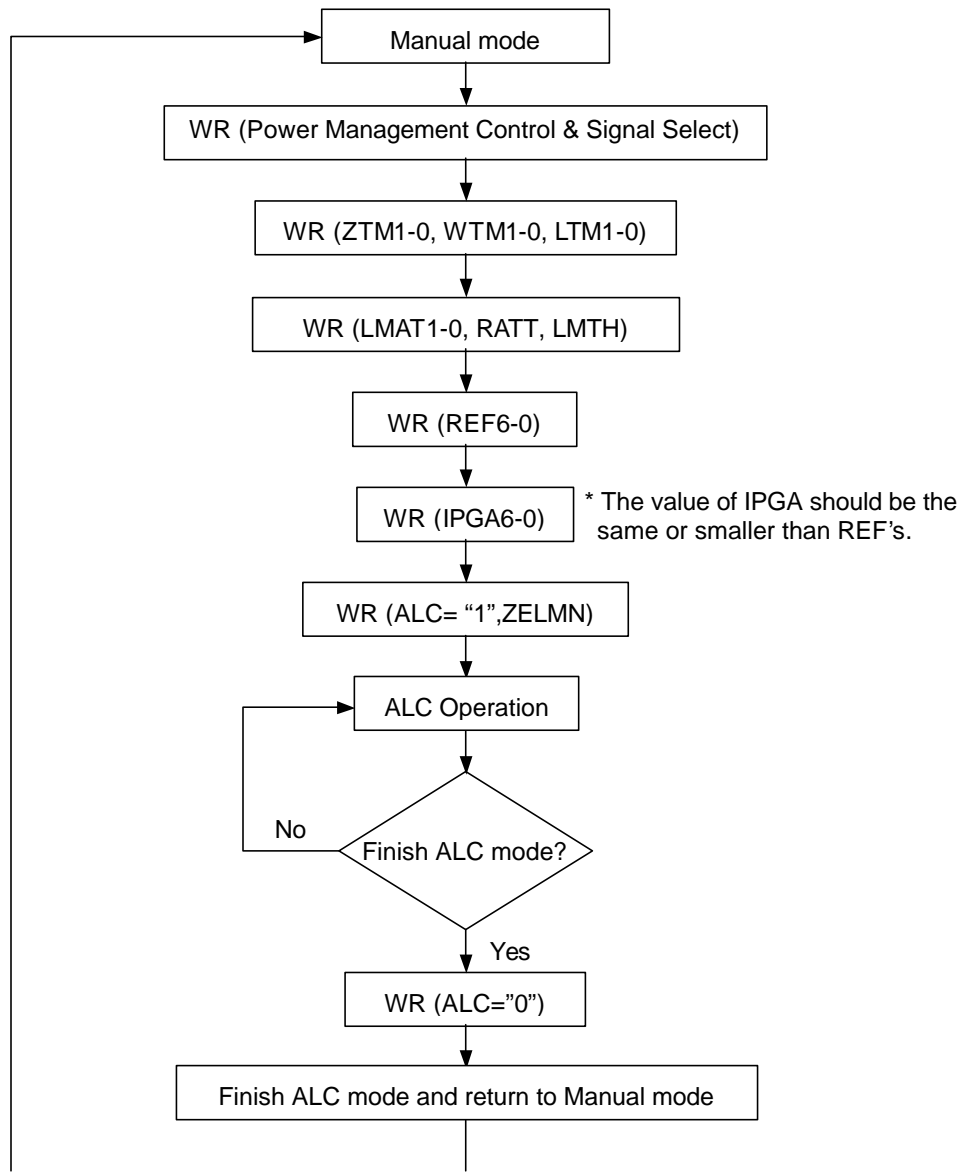 Manual mode
WR (Power Management Control & Signal Select)
WR (ZTM1-0, WTM1-0, LTM1-0)
WR (LMAT1-0, RATT, LMTH)
WR (REF6-0)
WR (IPGA6-0)
* The value of IPGA should be the
same or smaller than REF's.
WR (ALC= “1”,ZELMN)
ALC Operation
No
Finish ALC mode?
Yes
WR (ALC=”0”)
Finish ALC mode and return to Manual mode